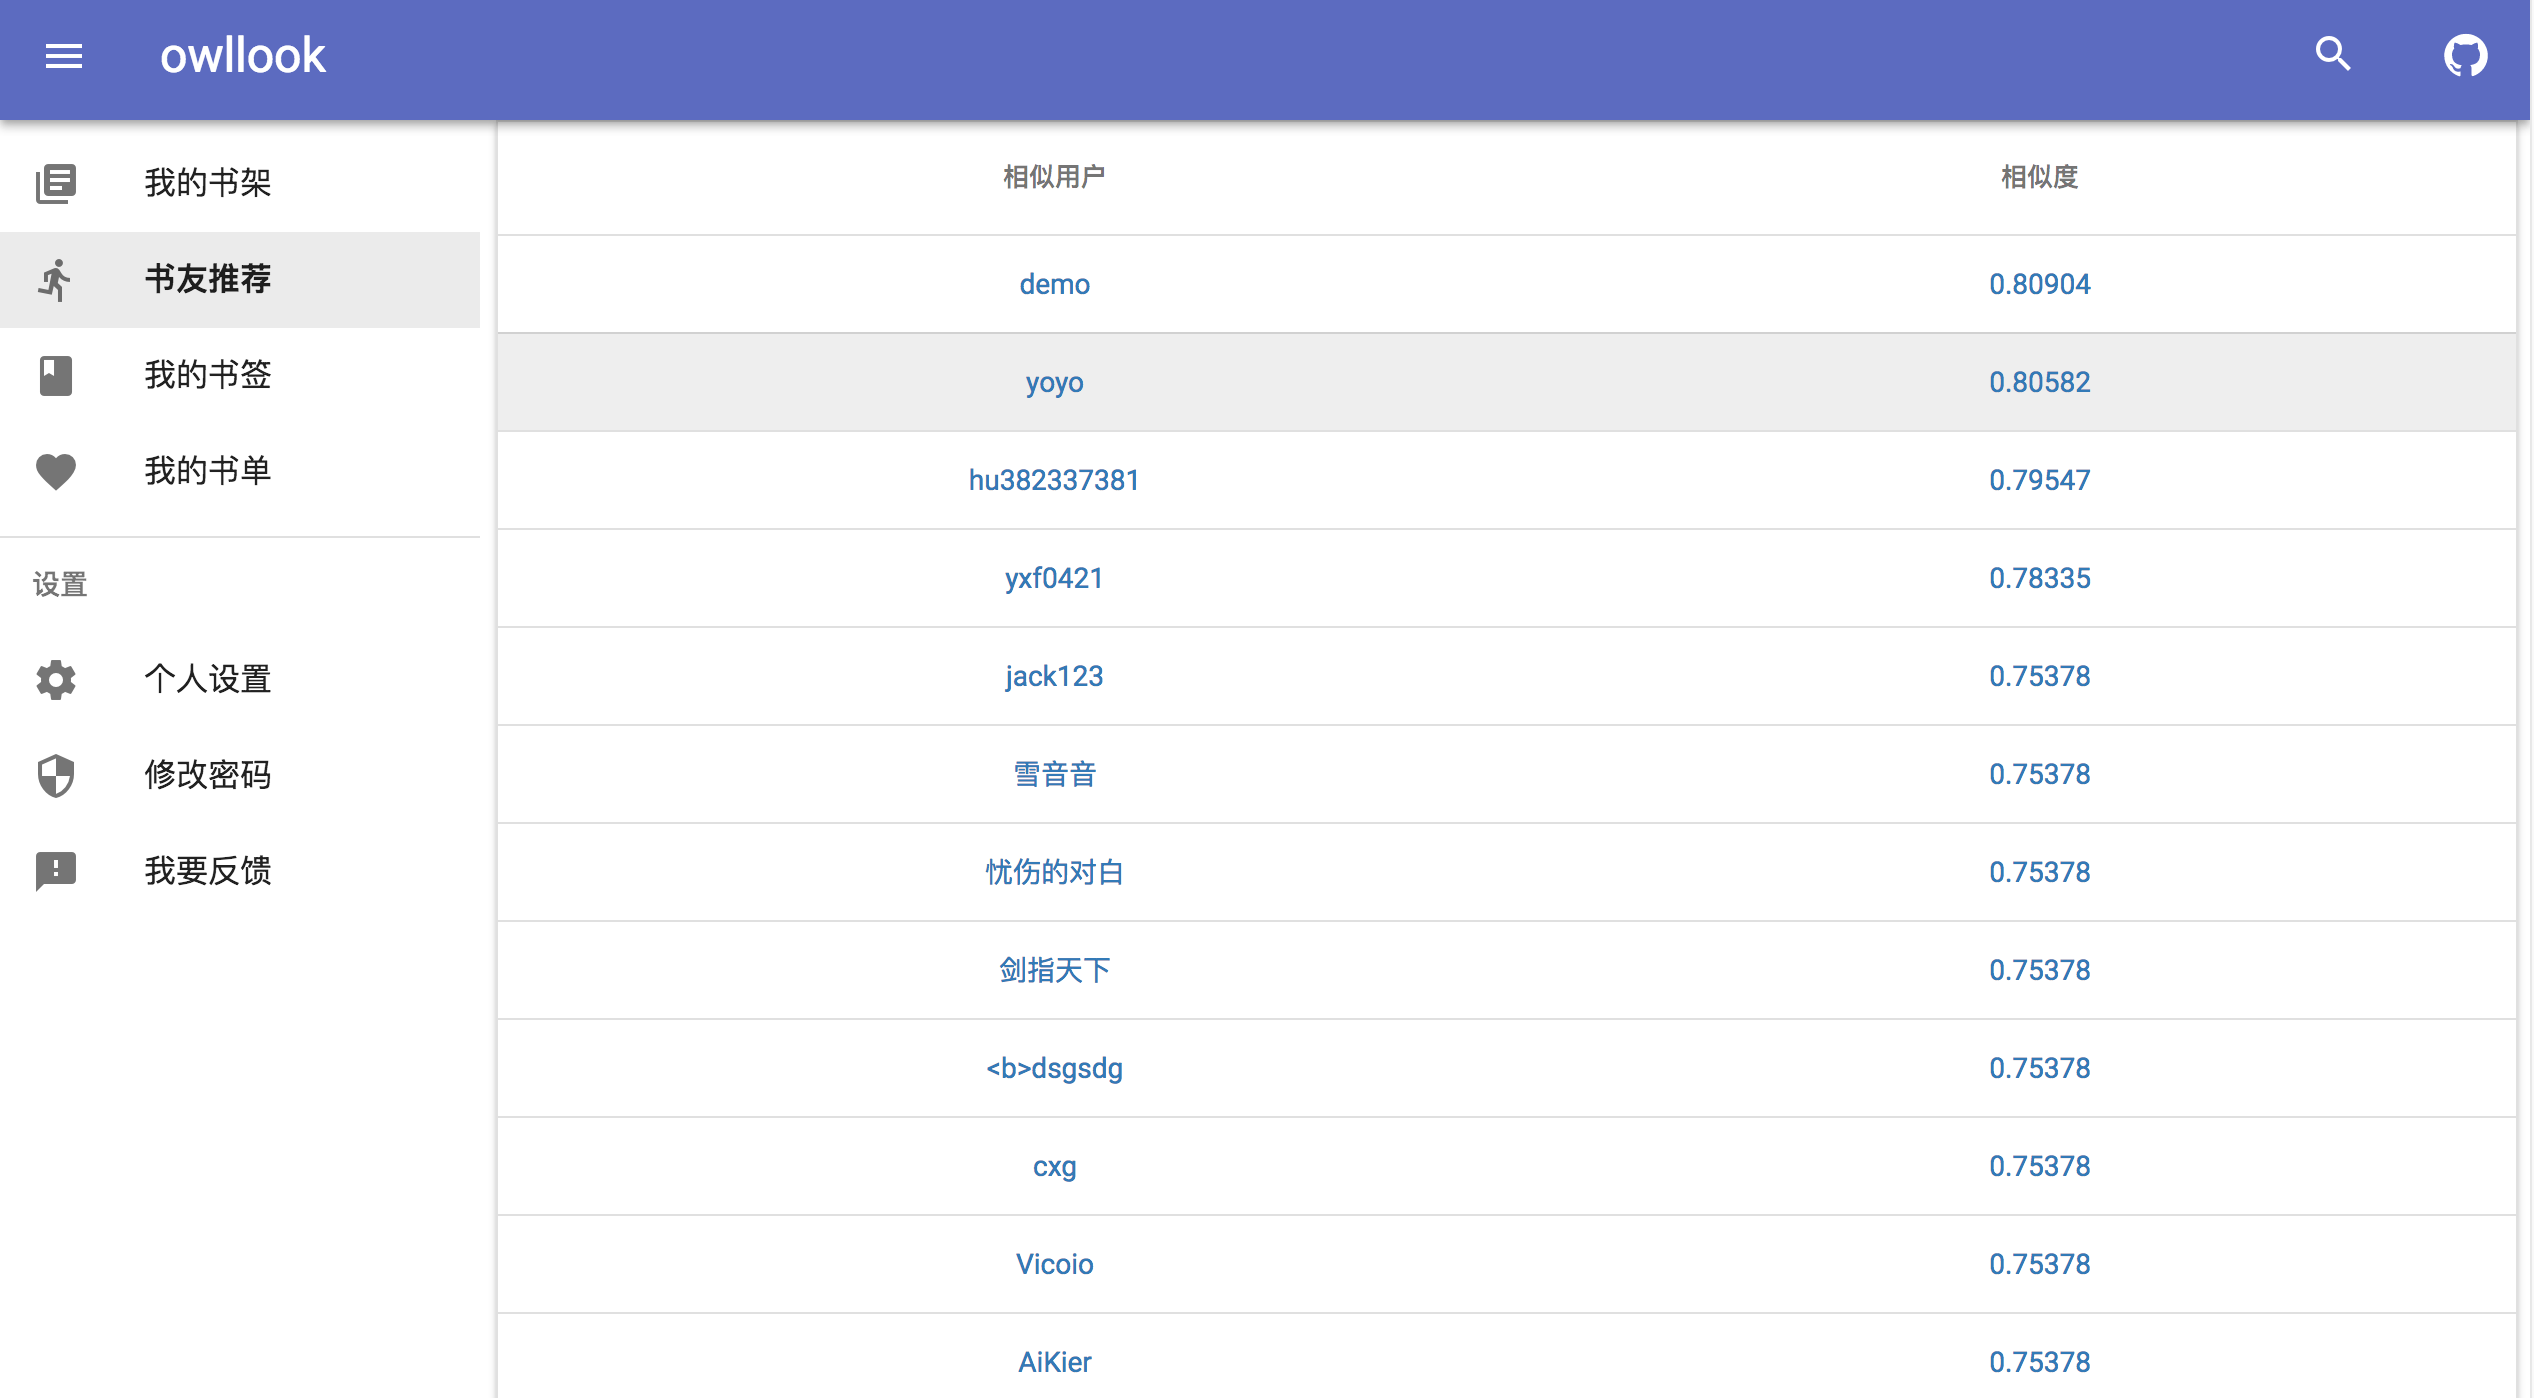 owllook
我的书架
书友推荐
我的书签
我的书单
设置
个人设置
修改密码
我要反馈
相似用户 相似度
demo 0.80904
yoyo 0.80582
hu382337381 0.79547
yxf0421 0.78335
jack123 0.75378
雪音音 0.75378
忧伤的对白 0.75378
剑指天下 0.75378
<b>dsgsdg 0.75378
cxg 0.75378
Vicoio 0.75378
AiKier 0.75378